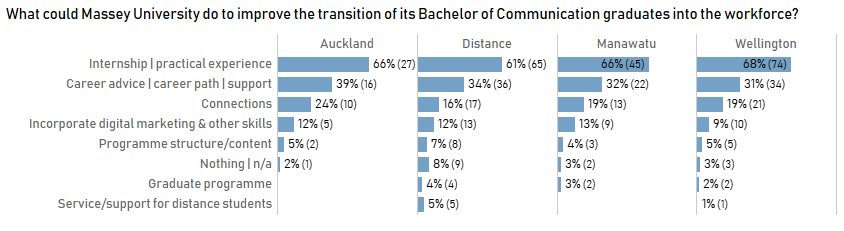 What could Massey University do to improve the transition of its Bachelor of Communication graduates into the workforce?
Auckland Distance Manawatu Wellington
Internship | practical experience 66% (27) 61% (65) 66% (45) 68% (74)
Career advice | career path | support 39% (16) 34% (36) 32% (22) 31% (34)
Connections 24% (10) 16% (17) 19% (13) 19% (21)
Incorporate digital marketing & other skills 12% (5) 12% (13) 13% (9) 9% (10)
Programme structure/content 5% (2) 7% (8) 4% (3) 5% (5)
Nothing | n/a 2% (1) 8% (9) 3% (2) 3% (3)
Graduate programme 4% (4) 3% (2) 2% (2)
Service/support for distance students 5% (5) 1% (1)